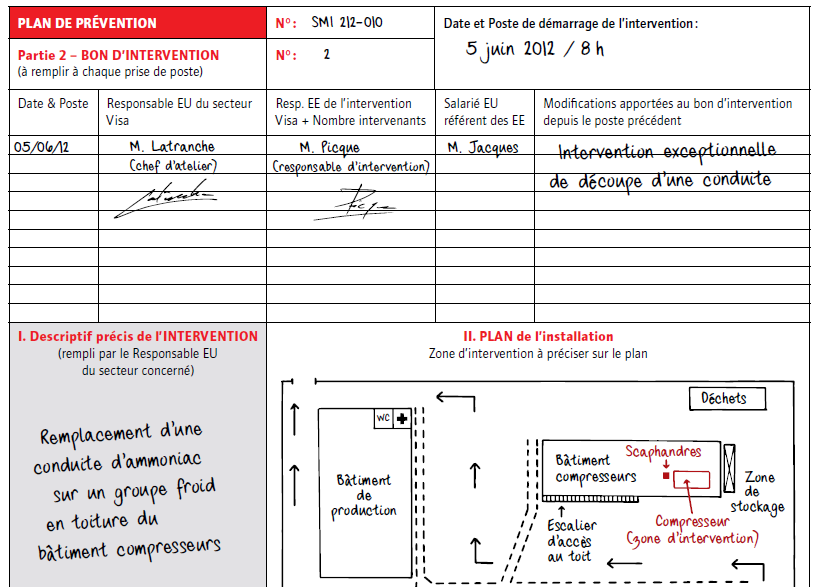 PLAN DE PRÉVENTION
N° : SMI 212-010
Date et Poste de démarrage de l'intervention :
5 juin 2012 / 8 h
Partie 2 – BON D'INTERVENTION
(à remplir à chaque prise de poste)
N° : 2
Date & Poste
Responsable EU du secteur
Visa
Resp. EE de l'intervention
Visa + Nombre intervenants
Salarié EU
référent des EE
Modifications apportées au bon d'intervention
depuis le poste précédent
05/06/12
M. Latranche
(chef d'atelier)
M. Picque
(responsable d'intervention)
M. Jacques
Intervention exceptionnelle
de découpe d'une conduite
I. Descriptif précis de l'INTERVENTION
(rempli par le Responsable EU
du secteur concerné)
Remplacement d'une
conduite d'ammoniac
sur un groupe froid
en toiture du
bâtiment compresseurs
II. PLAN de l'installation
Zone d'intervention à préciser sur le plan
Déchets
WC
Bâtiment
de
production
Bâtiment
compresseurs
Scaphandres
Zone
de
stockage
Escalier
d'accès
au toit
Compresseur
(zone d'intervention)